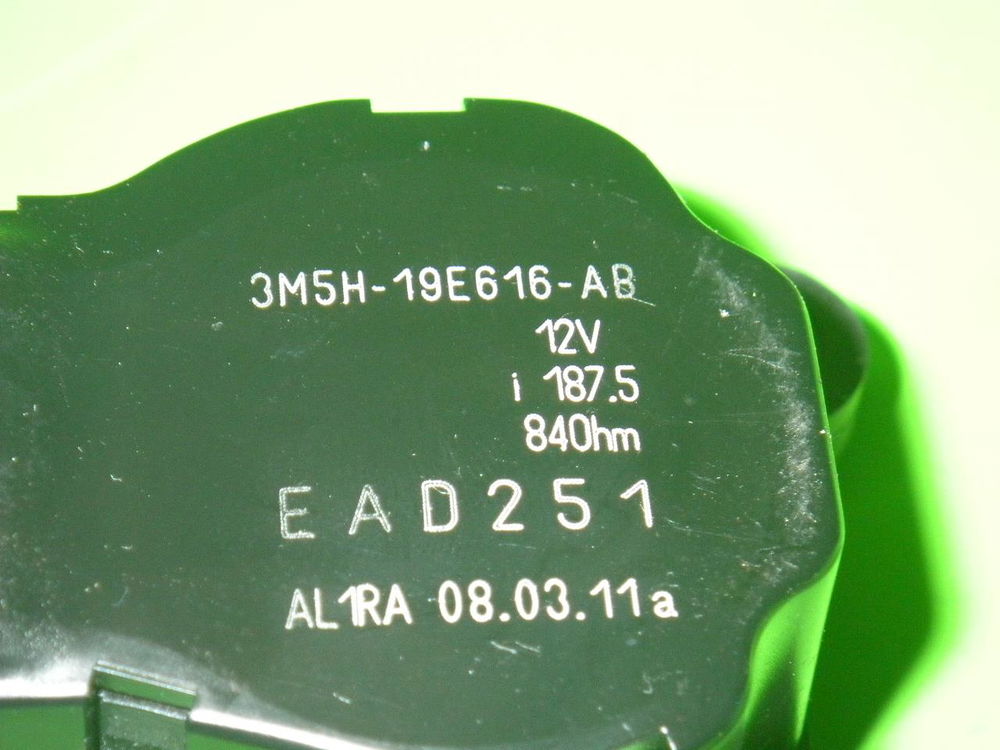 3M5H-19E616-AB
12V
i 187.5
84Ohm
EAD251
AL1RA 08.03.11a